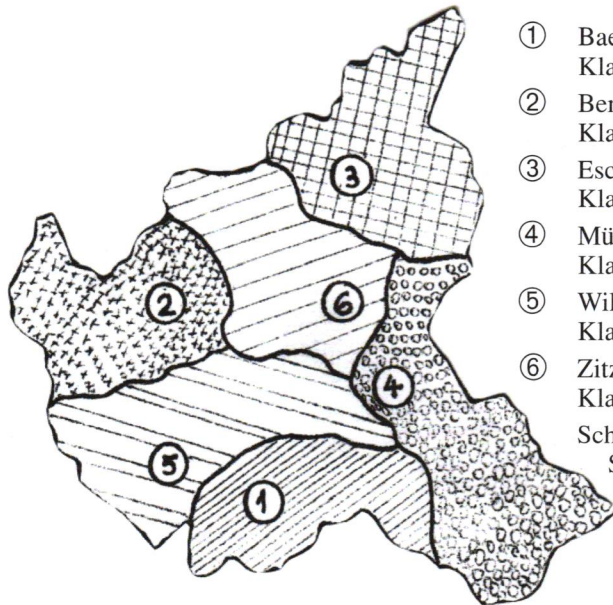 ① Bae
Kla
② Ber
Kla
③ Esc
Kla
④ Mü
Kla
⑤ Wil
Kla
⑥ Zitz
Kla
Sch
S
3
2
6
4
5
1